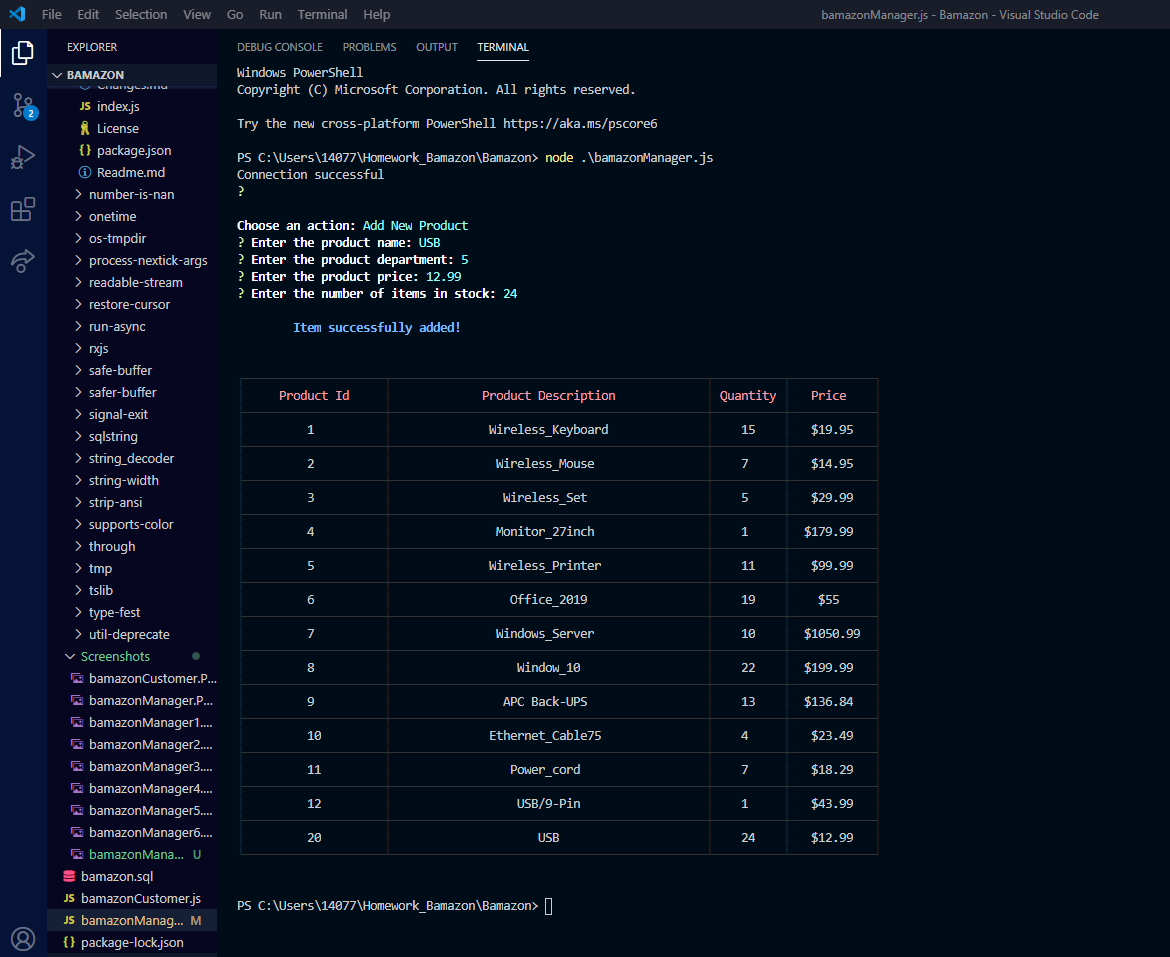 File Edit Selection View Go Run Terminal Help bamazonManager.js - Bamazon - Visual Studio Code
EXPLORER
BAMAZON
Changes.md
JS index.js
License
{} package.json
Readme.md
number-is-nan
onetime
os-tmpdir
process-nextick-args
readable-stream
restore-cursor
run-async
rxjs
safe-buffer
safer-buffer
signal-exit
sqlstring
string_decoder
string-width
strip-ansi
supports-color
through
tmp
tslib
type-fest
util-deprecate
Screenshots
bamazonCustomer.P...
bamazonManager.P...
bamazonManager1....
bamazonManager2....
bamazonManager3....
bamazonManager4....
bamazonManager5....
bamazonManager6....
bamazonMana... U
bamazon.sql
JS bamazonCustomer.js
JS bamazonManag... M
{} package-lock.json
2
DEBUG CONSOLE PROBLEMS OUTPUT TERMINAL
Windows PowerShell
Copyright (C) Microsoft Corporation. All rights reserved.
Try the new cross-platform PowerShell https://aka.ms/pscore6
PS C:\Users\14077\Homework_Bamazon\Bamazon> node .\bamazonManager.js
Connection successful
?
Choose an action: Add New Product
? Enter the product name: USB
? Enter the product department: 5
? Enter the product price: 12.99
? Enter the number of items in stock: 24
Item successfully added!
Product Id Product Description Quantity Price
1 Wireless_Keyboard 15 $19.95
2 Wireless_Mouse 7 $14.95
3 Wireless_Set 5 $29.99
4 Monitor_27inch 1 $179.99
5 Wireless_Printer 11 $99.99
6 Office_2019 19 $55
7 Windows_Server 10 $1050.99
8 Window_10 22 $199.99
9 APC Back-UPS 13 $136.84
10 Ethernet_Cable75 4 $23.49
11 Power_cord 7 $18.29
12 USB/9-Pin 1 $43.99
20 USB 24 $12.99
PS C:\Users\14077\Homework_Bamazon\Bamazon>